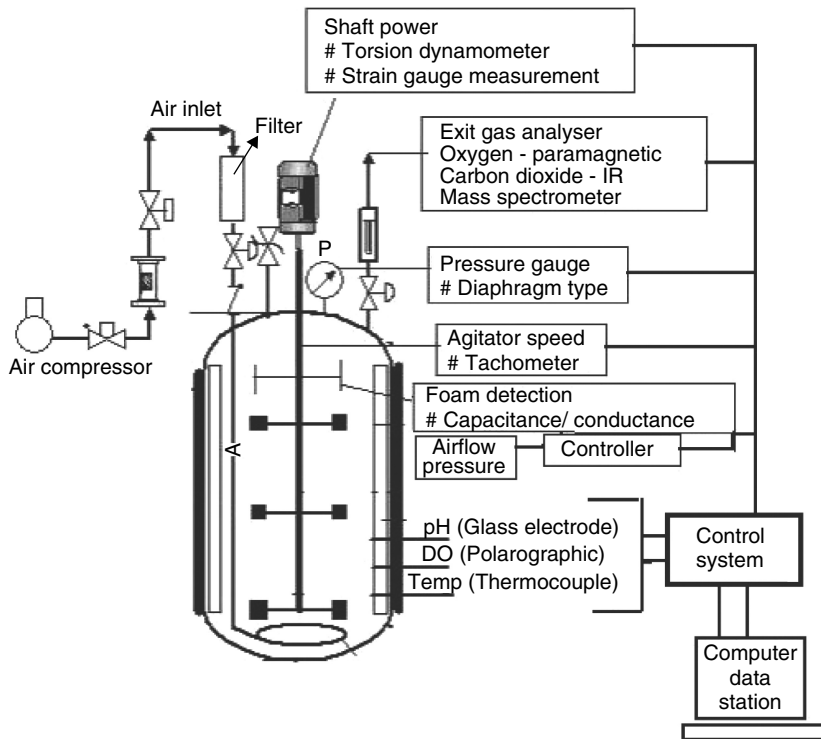 Shaft power
# Torsion dynamometer
# Strain gauge measurement
Air inlet
Filter
Exit gas analyser
Oxygen - paramagnetic
Carbon dioxide - IR
Mass spectrometer
P
Pressure gauge
# Diaphragm type
Air compressor
Agitator speed
# Tachometer
Foam detection
# Capacitance/ conductance
Airflow
pressure
Controller
A
pH (Glass electrode)
DO (Polarographic)
Temp (Thermocouple)
Control
system
Computer
data
station